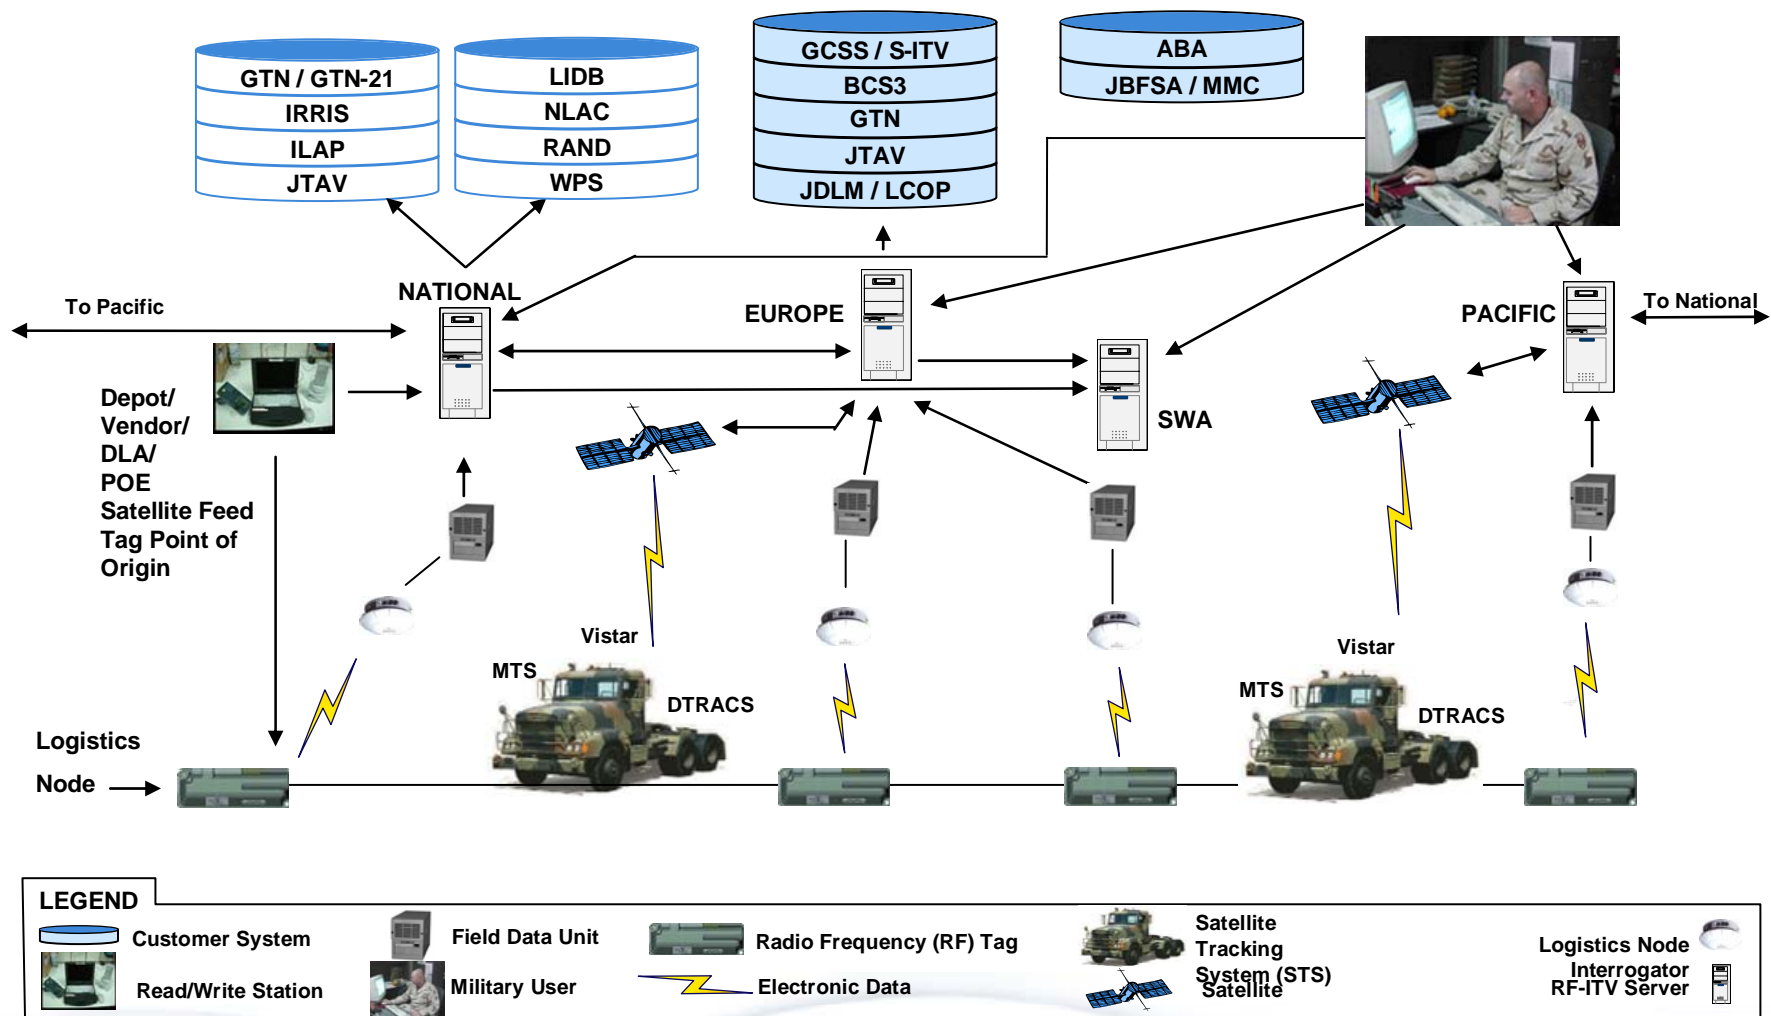 GTN / GTN-21
IRRIS
ILAP
JTAV
LIDB
NLAC
RAND
WPS
GCSS / S-ITV
BCS3
GTN
JTAV
JDLM / LCOP
ABA
JBFSA / MMC
To Pacific
NATIONAL
EUROPE
PACIFIC
To National
SWA
Depot/
Vendor/
DLA/
POE
Satellite Feed
Tag Point of
Origin
Vistar
MTS
DTRACS
Vistar
MTS
DTRACS
Logistics
Node
LEGEND
Customer System
Read/Write Station
Field Data Unit
Military User
Radio Frequency (RF) Tag
Electronic Data
Satellite
Tracking
System (STS)
Satellite
Logistics Node
Interrogator
RF-ITV Server